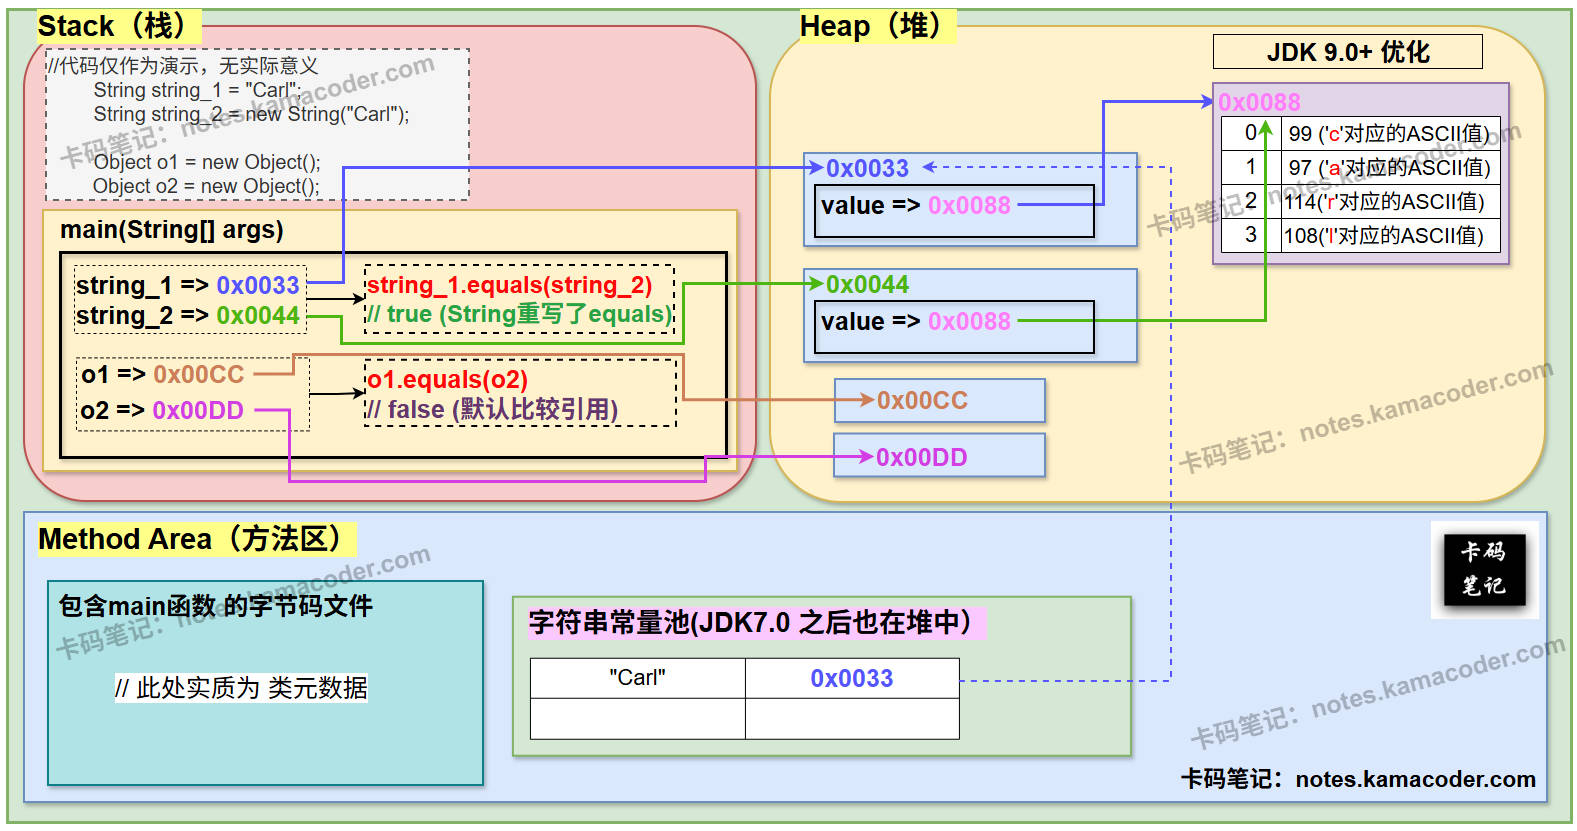 Stack（栈）
//代码仅作为演示，无实际意义
String string_1 = "Carl";
String string_2 = new String("Carl");
Object o1 = new Object();
Object o2 = new Object();
main(String[] args)
string_1 => 0x0033
string_2 => 0x0044
string_1.equals(string_2)
// true (String重写了equals)
o1 => 0x00CC
o2 => 0x00DD
o1.equals(o2)
// false (默认比较引用)
Heap（堆）
JDK 9.0+ 优化
0x0088
0 99 ('c'对应的ASCII值)
1 97 ('a'对应的ASCII值)
2 114('r'对应的ASCII值)
3 108('l'对应的ASCII值)
0x0033
value => 0x0088
0x0044
value => 0x0088
0x00CC
0x00DD
Method Area（方法区）
包含main函数 的字节码文件
// 此处实质为 类元数据
字符串常量池(JDK7.0 之后也在堆中）
"Carl" 0x0033
卡码
笔记
卡码笔记：notes.kamacoder.com
卡码笔记：notes.kamacoder.com
卡码笔记：notes.kamacoder.com
卡码笔记：notes.kamacoder.com
卡码笔记：notes.kamacoder.com
卡码笔记：notes.kamacoder.com